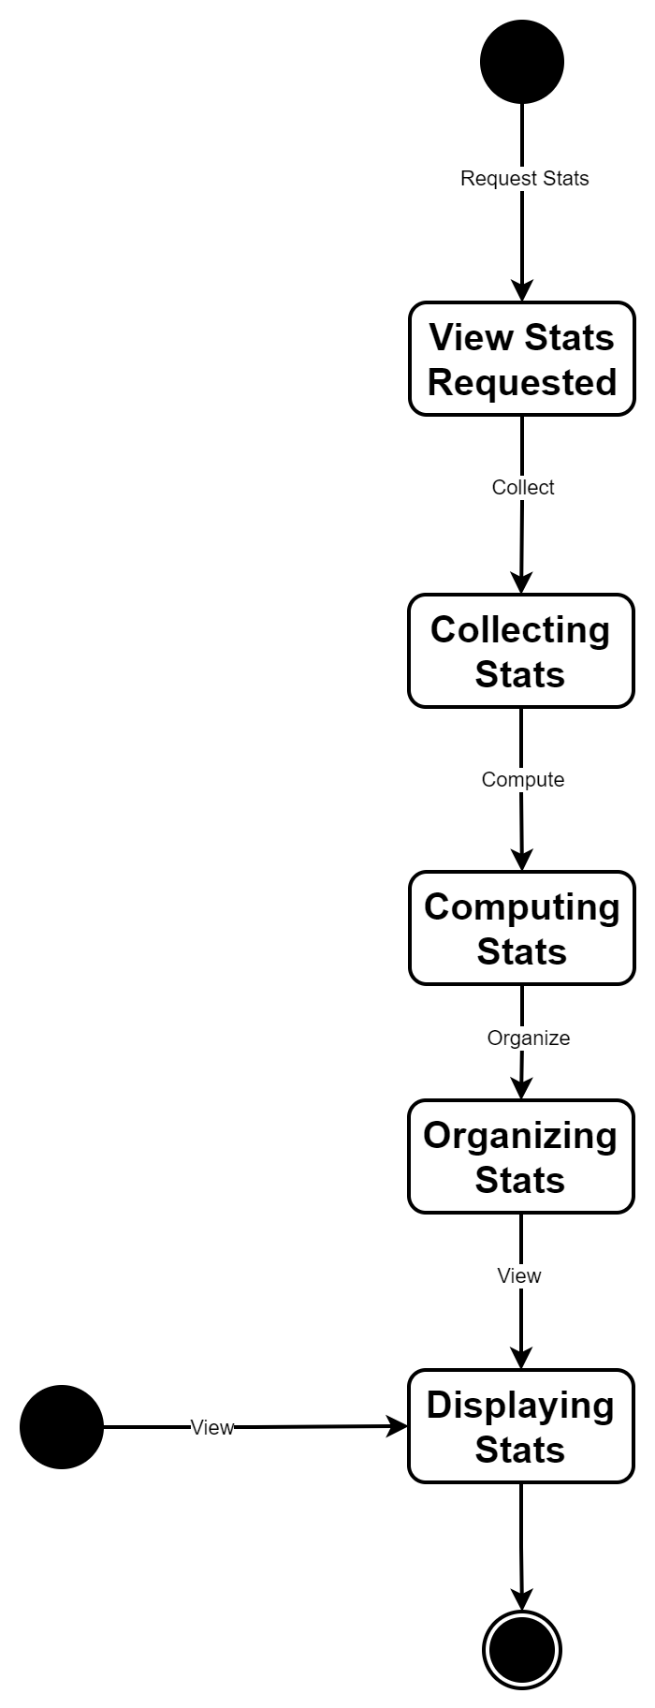 Request Stats
View Stats
Requested
Collect
Collecting
Stats
Compute
Computing
Stats
Organize
Organizing
Stats
View
View
Displaying
Stats